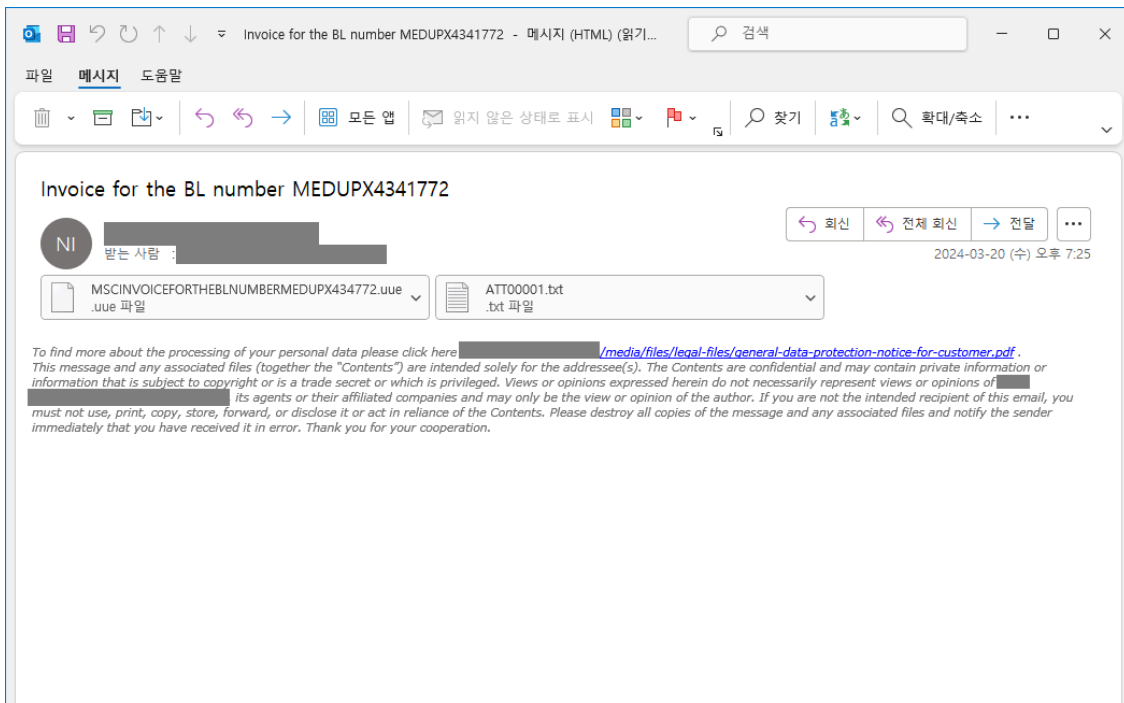 Invoice for the BL number MEDUPX4341772 - 메시지 (HTML) (읽기...
검색
파일 메시지 도움말
모든 앱 읽지 않은 상태로 표시 찾기 확대/축소
Invoice for the BL number MEDUPX4341772
NI
받는 사람 :
회신 전체 회신 전달
2024-03-20 (수) 오후 7:25
MSCINVOICEFORTHEBLNUMBERMEDUPX434772.uue
.uue 파일
ATT00001.txt
.txt 파일
To find more about the processing of your personal data please click here /media/files/legal-files/general-data-protection-notice-for-customer.pdf .
This message and any associated files (together the “Contents”) are intended solely for the addressee(s). The Contents are confidential and may contain private information or
information that is subject to copyright or is a trade secret or which is privileged. Views or opinions expressed herein do not necessarily represent views or opinions of
, its agents or their affiliated companies and may only be the view or opinion of the author. If you are not the intended recipient of this email, you
must not use, print, copy, store, forward, or disclose it or act in reliance of the Contents. Please destroy all copies of the message and any associated files and notify the sender
immediately that you have received it in error. Thank you for your cooperation.